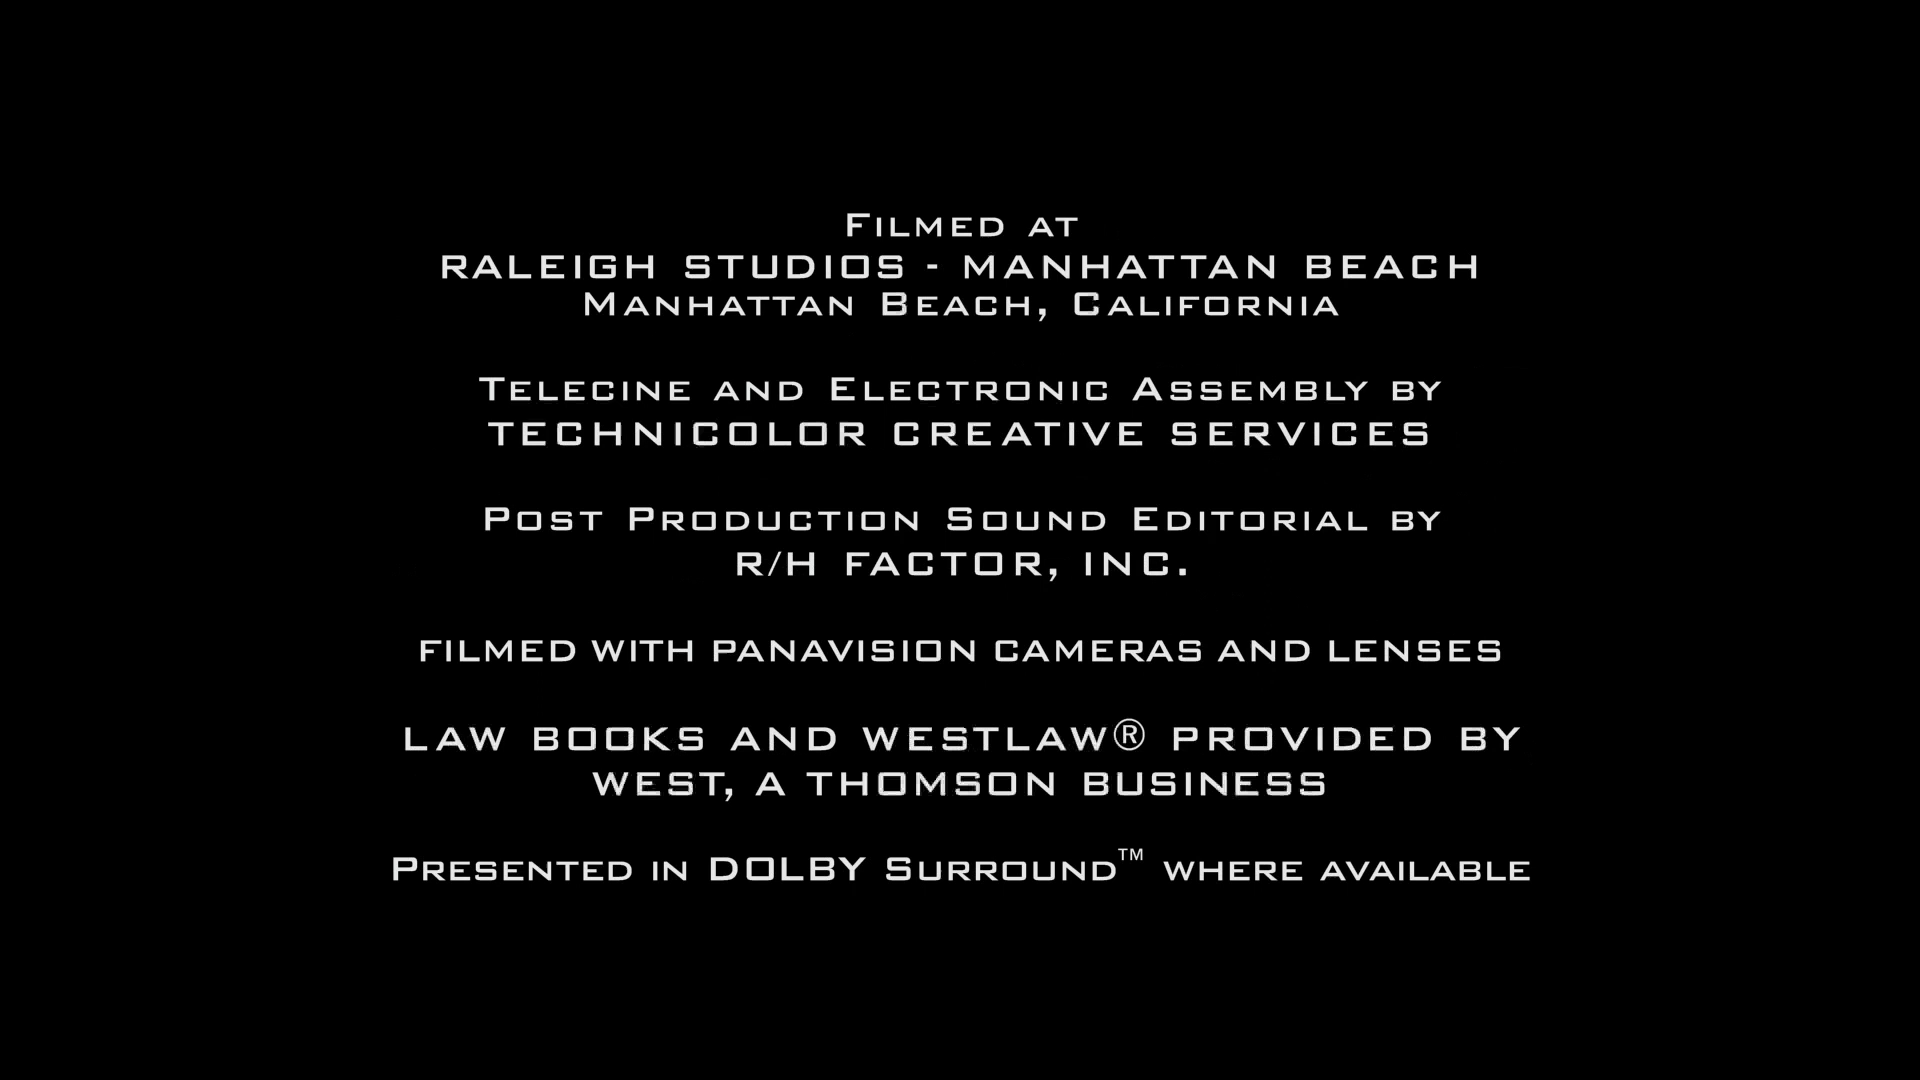 Filmed at
RALEIGH STUDIOS - MANHATTAN BEACH
Manhattan Beach, California
Telecine and Electronic Assembly by
TECHNICOLOR CREATIVE SERVICES
Post Production Sound Editorial by
R/H FACTOR, INC.
FILMED WITH PANAVISION CAMERAS AND LENSES
LAW BOOKS AND WESTLAW® PROVIDED BY
WEST, A THOMSON BUSINESS
Presented in DOLBY Surround™ where available